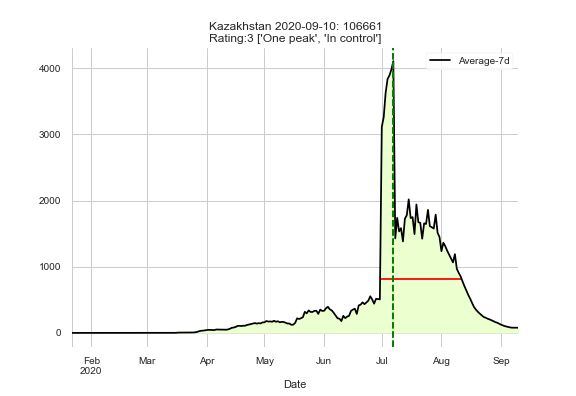 Kazakhstan 2020-09-10: 106661
Rating:3 ['One peak', 'In control']
Average-7d
4000
3000
2000
1000
0
Feb Mar Apr May Jun Jul Aug Sep
2020
Date